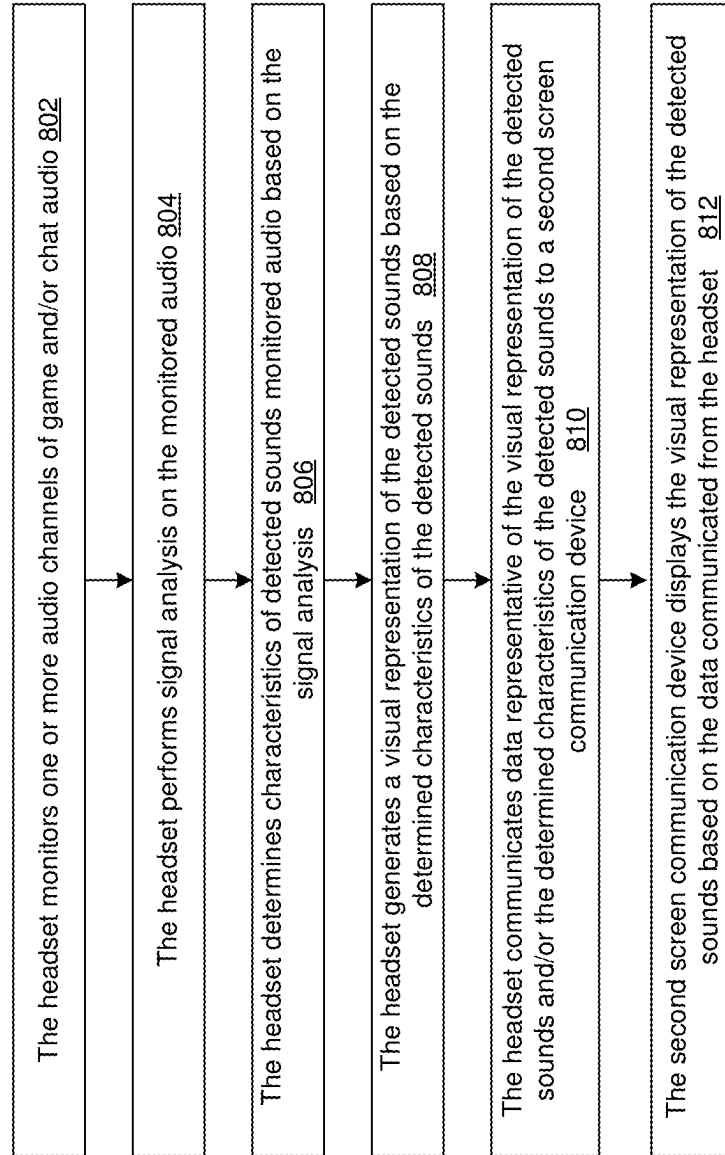 The headset monitors one or more audio channels of game and/or chat audio 802
The headset performs signal analysis on the monitored audio 804
The headset determines characteristics of detected sounds monitored audio based on the
signal analysis 806
The headset generates a visual representation of the detected sounds based on the
determined characteristics of the detected sounds 808
The headset communicates data representative of the visual representation of the detected
sounds and/or the determined characteristics of the detected sounds to a second screen
communication device 810
The second screen communication device displays the visual representation of the detected
sounds based on the data communicated from the headset 812